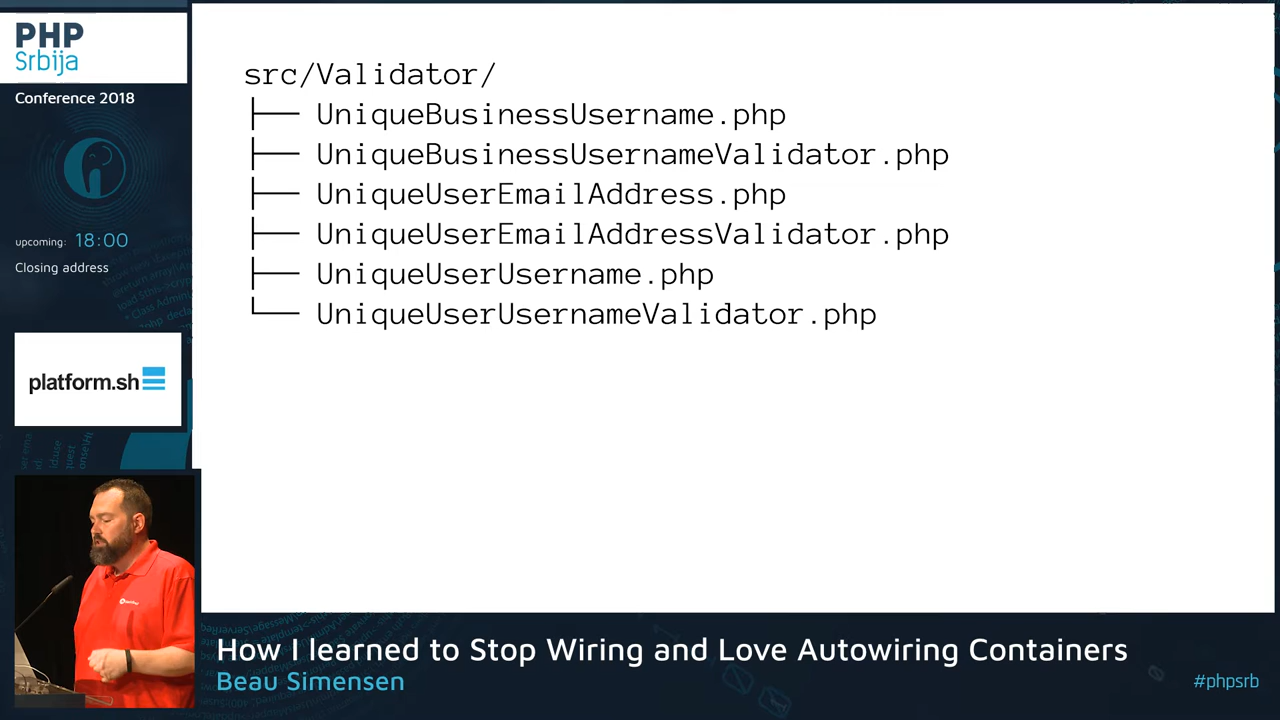 PHP
Srbija
Conference 2018
upcoming: 18:00
Closing address
platform.sh
src/Validator/
├── UniqueBusinessUsername.php
├── UniqueBusinessUsernameValidator.php
├── UniqueUserEmailAddress.php
├── UniqueUserEmailAddressValidator.php
├── UniqueUserUsername.php
└── UniqueUserUsernameValidator.php
How I learned to Stop Wiring and Love Autowiring Containers
Beau Simensen
#phpsrb